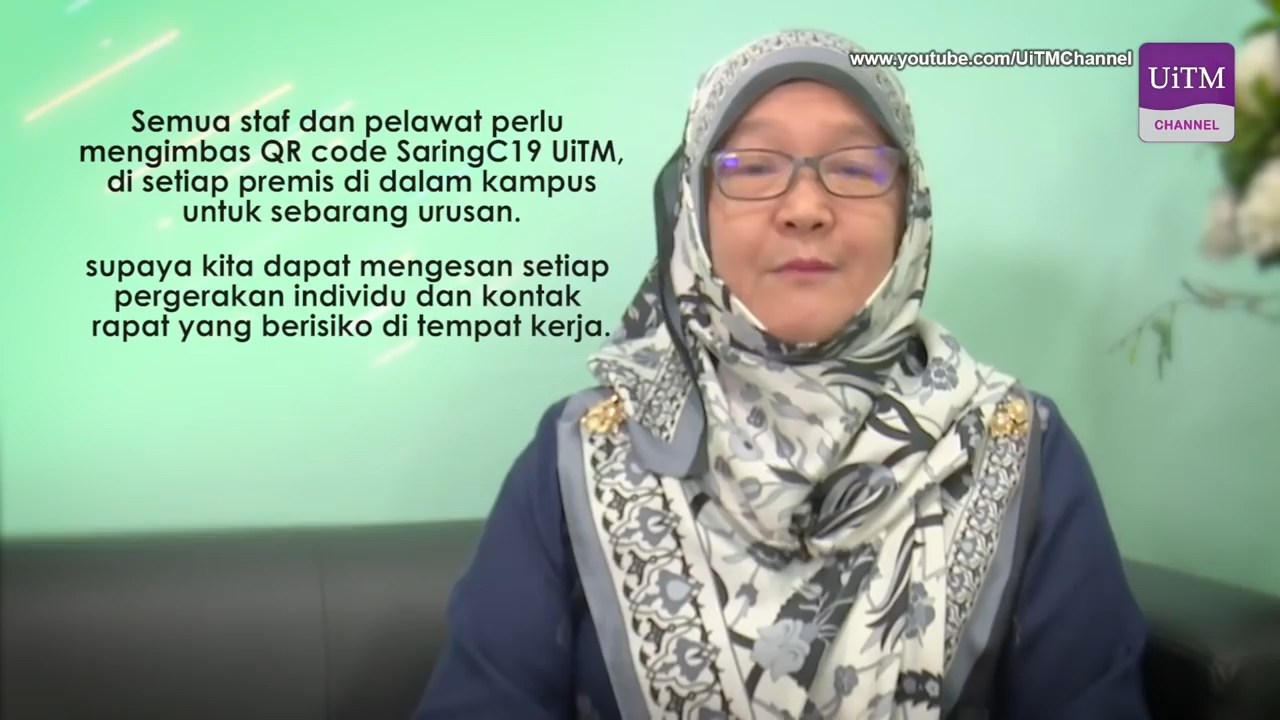 www.youtube.com/UiTMChannel
UiTM
CHANNEL
Semua staf dan pelawat perlu
mengimbas QR code SaringC19 UiTM,
di setiap premis di dalam kampus
untuk sebarang urusan.
supaya kita dapat mengesan setiap
pergerakan individu dan kontak
rapat yang berisiko di tempat kerja.